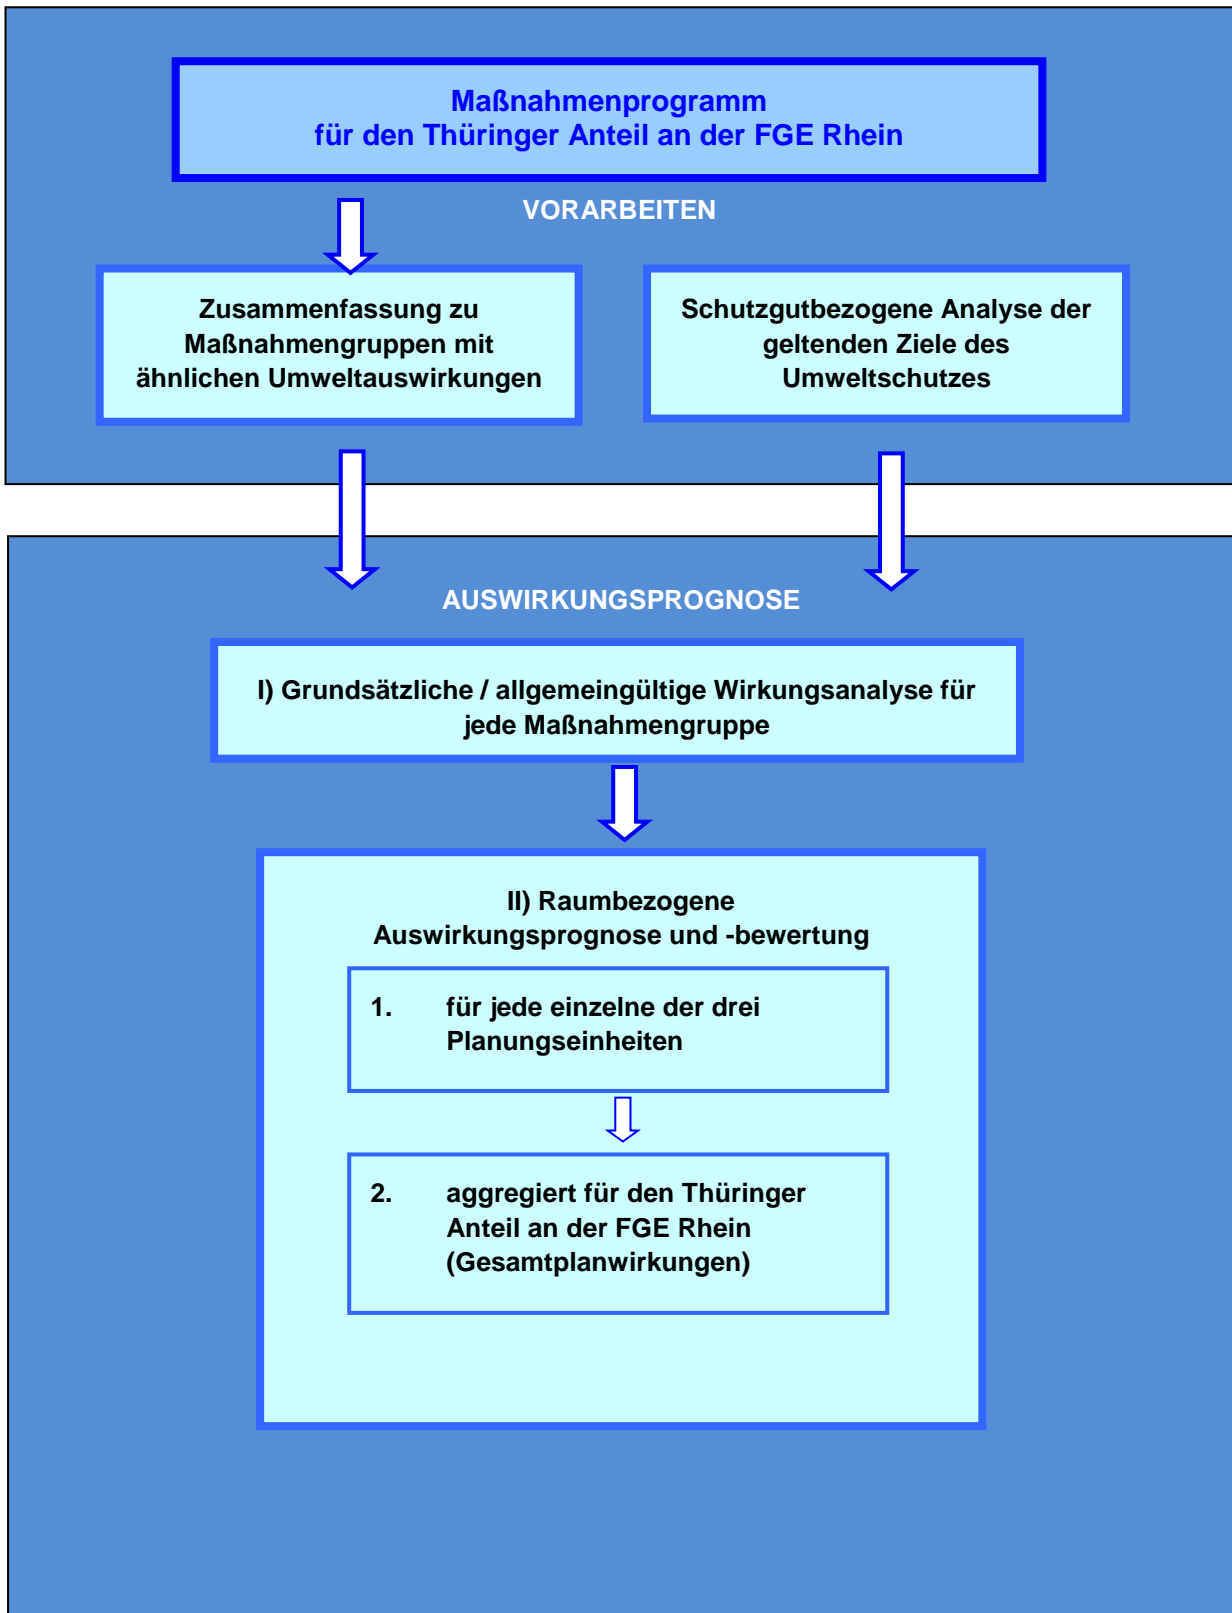 Maßnahmenprogramm
für den Thüringer Anteil an der FGE Rhein
VORARBEITEN
Zusammenfassung zu
Maßnahmengruppen mit
ähnlichen Umweltauswirkungen
Schutzgutbezogene Analyse der
geltenden Ziele des
Umweltschutzes
AUSWIRKUNGSPROGNOSE
I) Grundsätzliche / allgemeingültige Wirkungsanalyse für
jede Maßnahmengruppe
II) Raumbezogene
Auswirkungsprognose und -bewertung
1. für jede einzelne der drei
Planungseinheiten
2. aggregiert für den Thüringer
Anteil an der FGE Rhein
(Gesamtplanwirkungen)